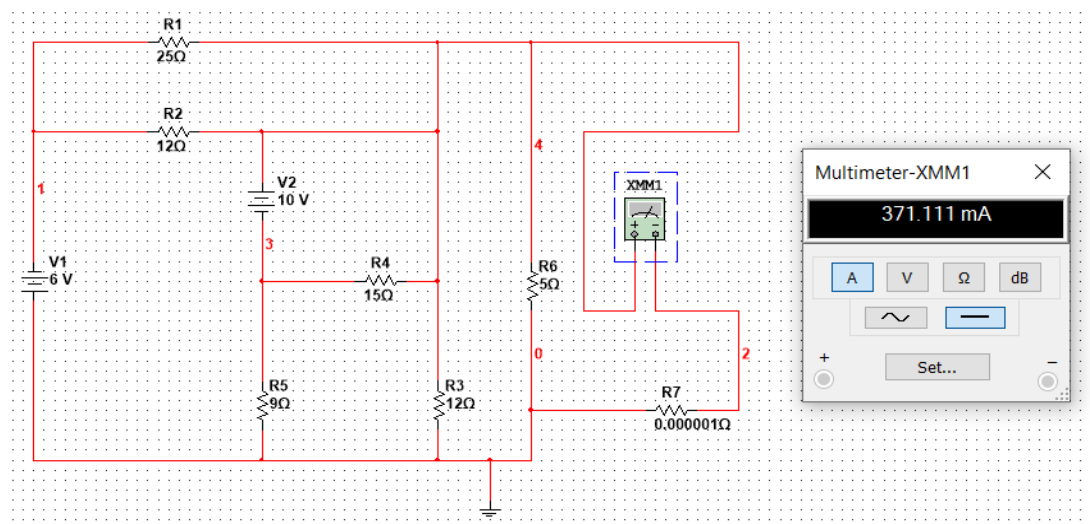 R1
25Ω
R2
12Ω
1
V1
6 V
V2
10 V
3
R4
15Ω
R5
9Ω
R3
12Ω
4
R6
5Ω
0
XMM1
+ −
2
R7
0.000001Ω
Multimeter-XMM1
371.111 mA
A V Ω dB
+ Set... −